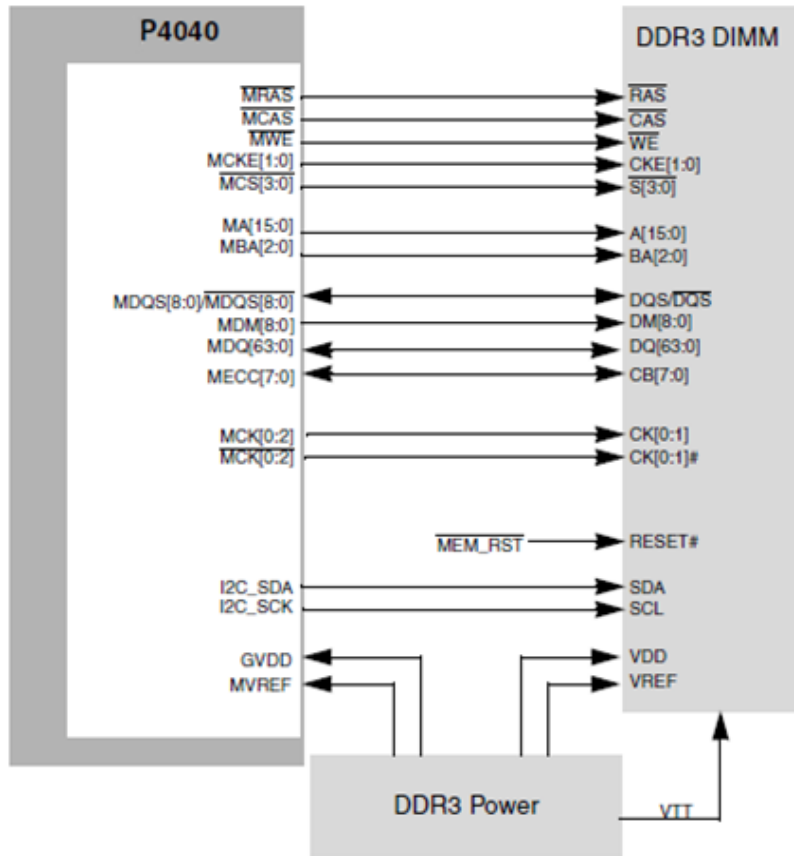 P4040
DDR3 DIMM
MRAS
RAS
MCAS
CAS
MWE
WE
MCKE[1:0]
CKE[1:0]
MCS[3:0]
S[3:0]
MA[15:0]
A[15:0]
MBA[2:0]
BA[2:0]
MDQS[8:0]/MDQS[8:0]
DQS/DQS
MDM[8:0]
DM[8:0]
MDQ[63:0]
DQ[63:0]
MECC[7:0]
CB[7:0]
MCK[0:2]
CK[0:1]
MCK[0:2]
CK[0:1]#
MEM_RST
RESET#
I2C_SDA
SDA
I2C_SCK
SCL
GVDD
VDD
MVREF
VREF
DDR3 Power
VTT